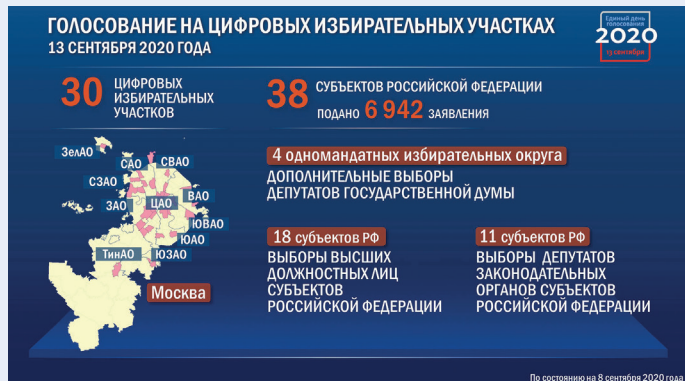 ГОЛОСОВАНИЕ НА ЦИФРОВЫХ ИЗБИРАТЕЛЬНЫХ УЧАСТКАХ
13 СЕНТЯБРЯ 2020 ГОДА
Единый день
голосования
2020
13 сентября
30 ЦИФРОВЫХ
ИЗБИРАТЕЛЬНЫХ
УЧАСТКОВ
38 СУБЪЕКТОВ РОССИЙСКОЙ ФЕДЕРАЦИИ
ПОДАНО 6 942 ЗАЯВЛЕНИЯ
ЗелАО
САО
СВАО
СЗАО
ВАО
ЗАО
ЦАО
ЮВАО
ЮАО
ТинАО
ЮЗАО
Москва
4 одномандатных избирательных округа
ДОПОЛНИТЕЛЬНЫЕ ВЫБОРЫ
ДЕПУТАТОВ ГОСУДАРСТВЕННОЙ ДУМЫ
18 субъектов РФ
ВЫБОРЫ ВЫСШИХ
ДОЛЖНОСТНЫХ ЛИЦ
СУБЪЕКТОВ
РОССИЙСКОЙ ФЕДЕРАЦИИ
11 субъектов РФ
ВЫБОРЫ ДЕПУТАТОВ
ЗАКОНОДАТЕЛЬНЫХ
ОРГАНОВ СУБЪЕКТОВ
РОССИЙСКОЙ ФЕДЕРАЦИИ
По состоянию на 8 сентября 2020 года